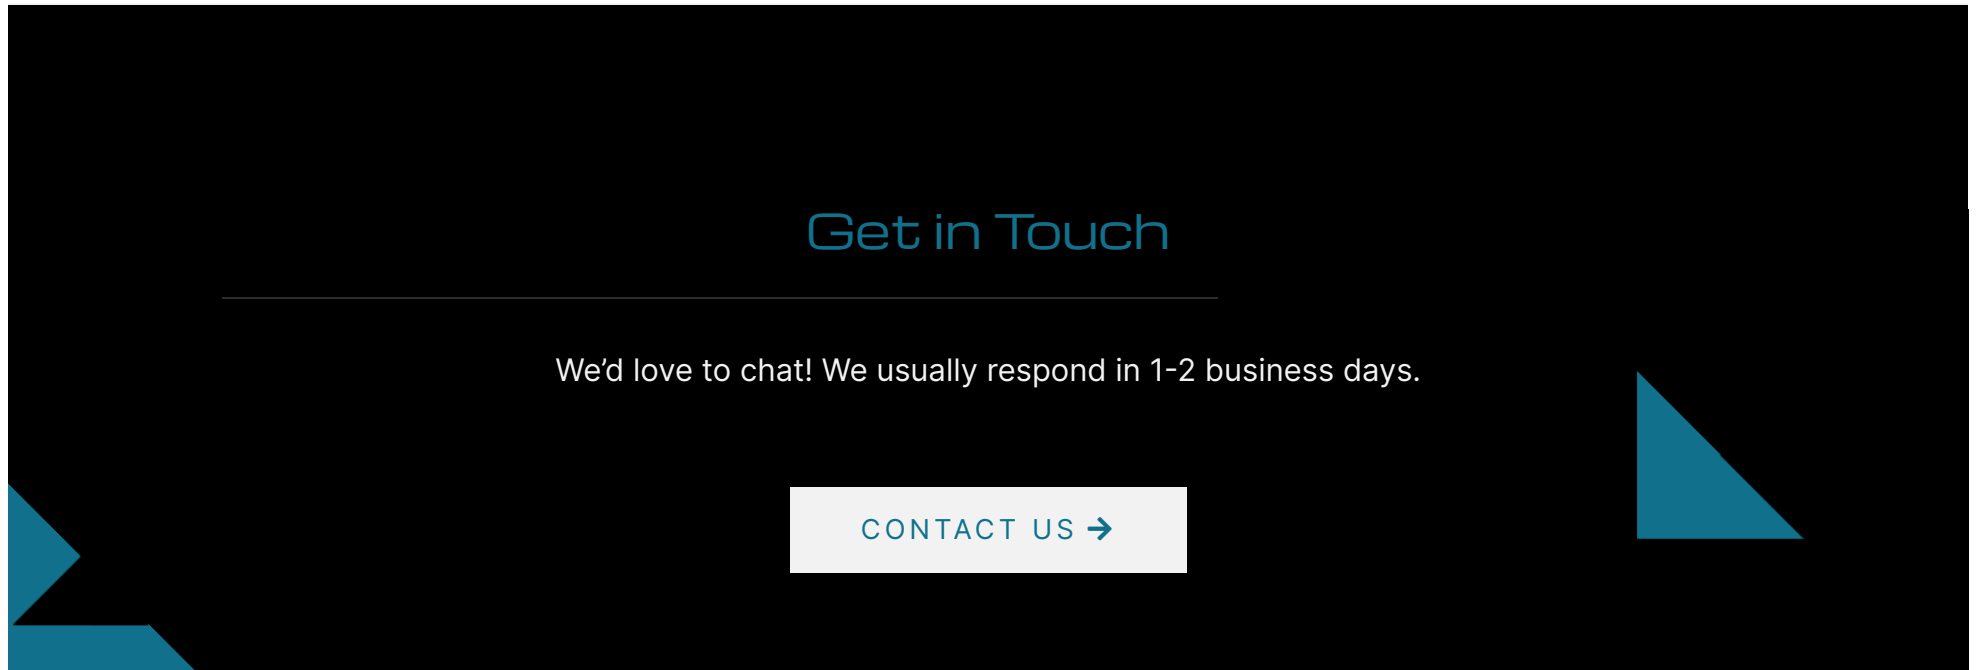 Get in Touch
We’d love to chat! We usually respond in 1-2 business days.
CONTACT US